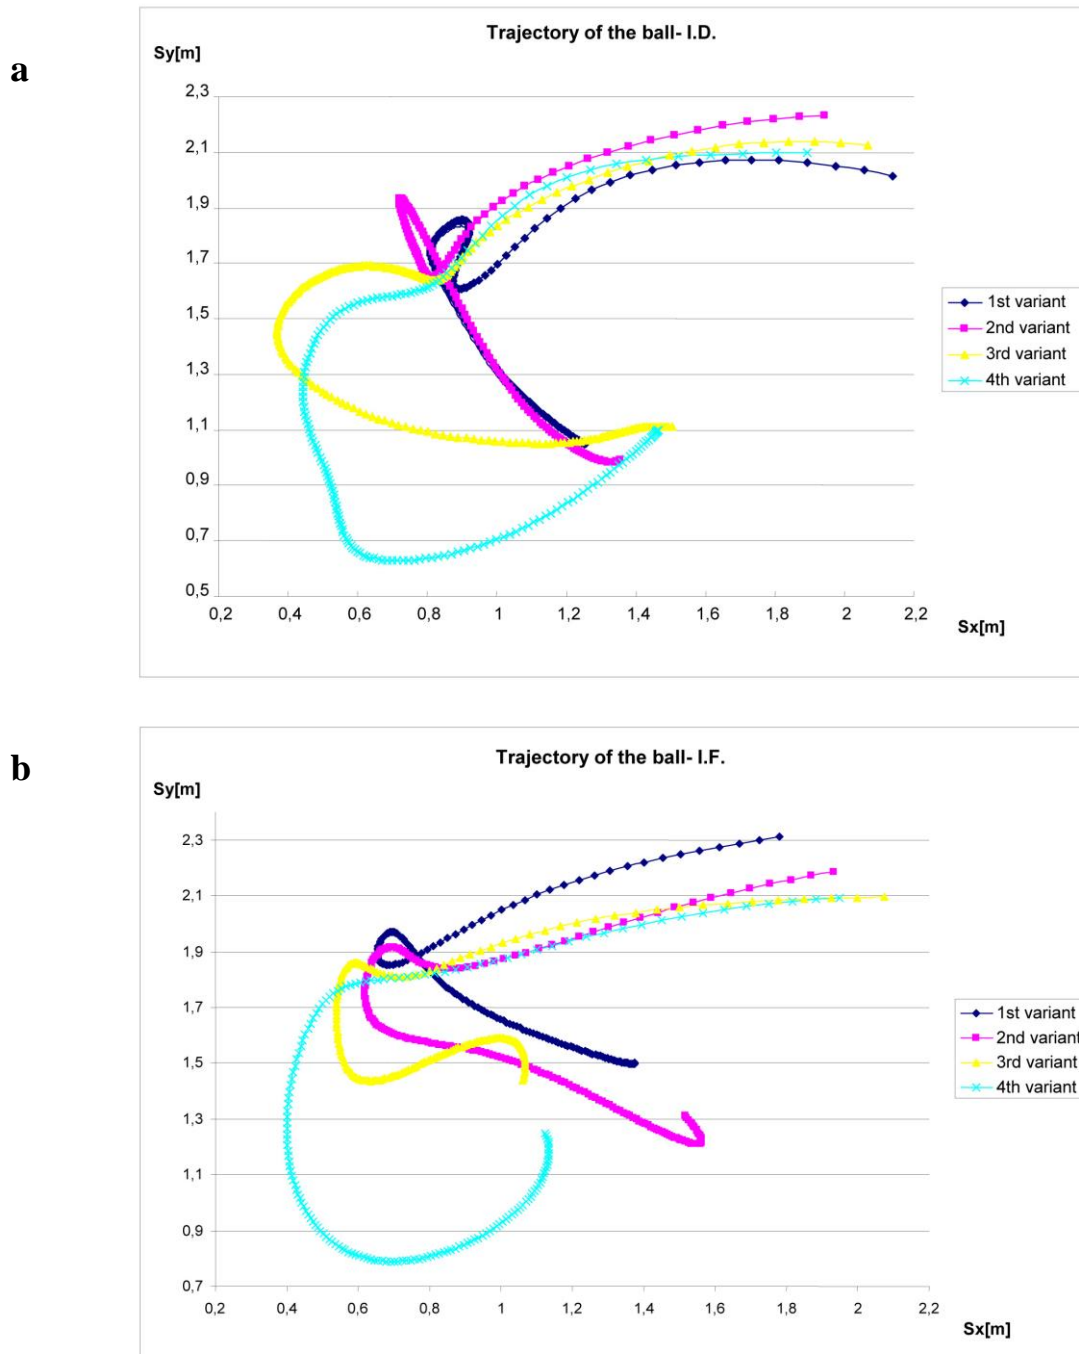 a
Trajectory of the ball- I.D.
Sy[m]
2,3
2,1
1,9
1,7
1,5
1,3
1,1
0,9
0,7
0,5
0,2 0,4 0,6 0,8 1 1,2 1,4 1,6 1,8 2 2,2
Sx[m]
1st variant
2nd variant
3rd variant
4th variant
b
Trajectory of the ball- I.F.
Sy[m]
2,3
2,1
1,9
1,7
1,5
1,3
1,1
0,9
0,7
0,2 0,4 0,6 0,8 1 1,2 1,4 1,6 1,8 2 2,2
Sx[m]
1st variant
2nd variant
3rd variant
4th variant